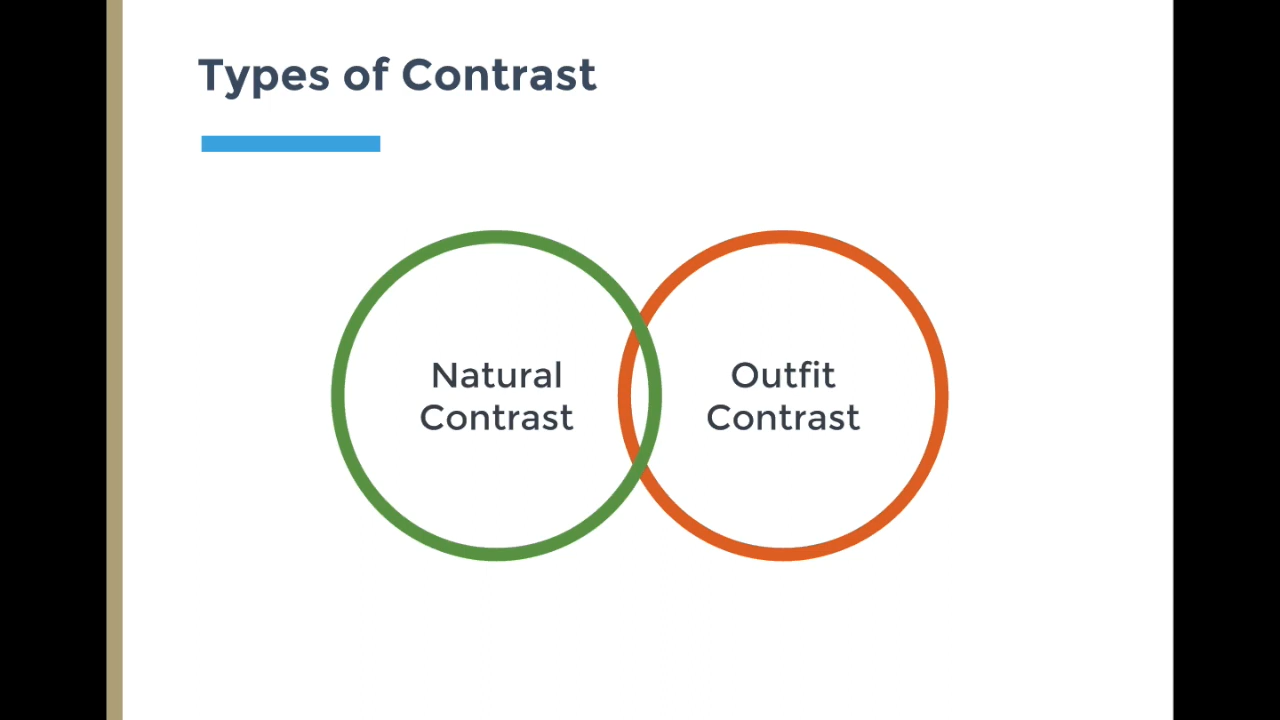 Types of Contrast
Natural
Contrast
Outfit
Contrast